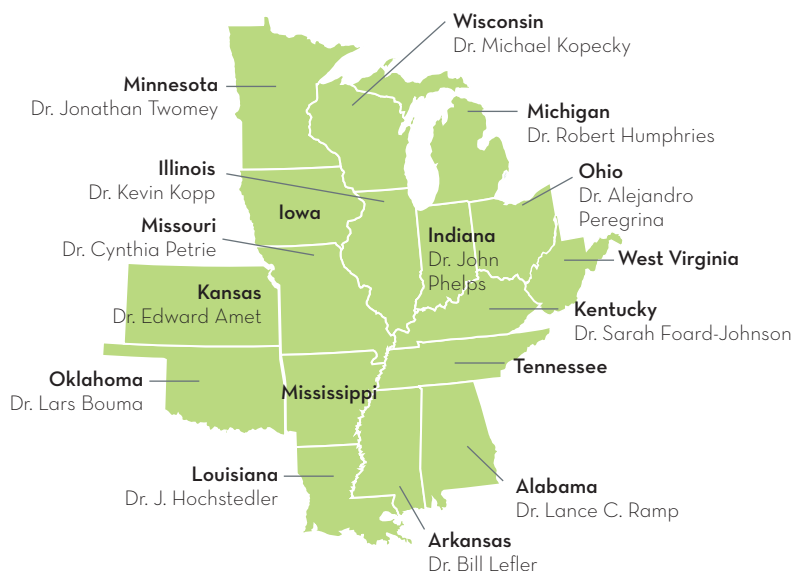 Wisconsin
Dr. Michael Kopecky
Minnesota
Dr. Jonathan Twomey
Michigan
Dr. Robert Humphries
Illinois
Dr. Kevin Kopp
Ohio
Dr. Alejandro
Peregrina
Iowa
Missouri
Dr. Cynthia Petrie
Indiana
Dr. John
Phelps
West Virginia
Kansas
Dr. Edward Amet
Kentucky
Dr. Sarah Foard-Johnson
Tennessee
Oklahoma
Dr. Lars Bouma
Mississippi
Louisiana
Dr. J. Hochstedler
Alabama
Dr. Lance C. Ramp
Arkansas
Dr. Bill Lefler